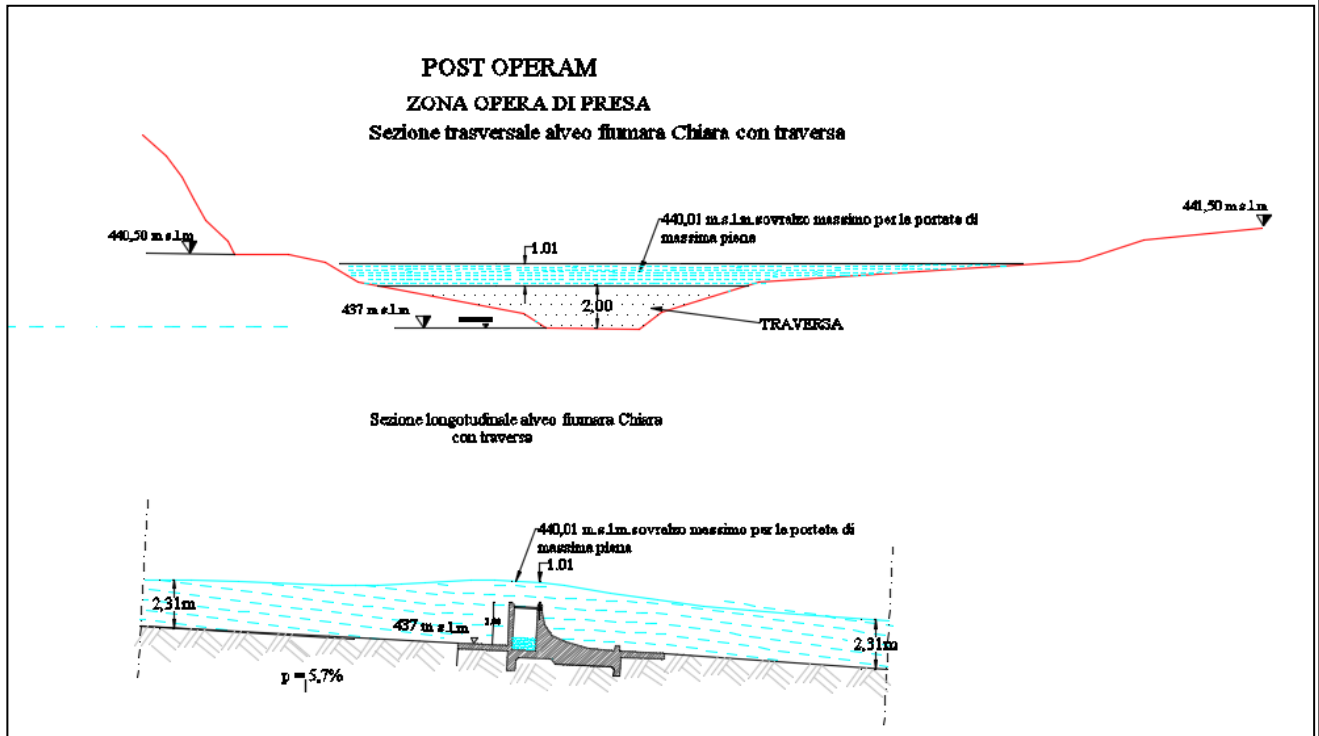 POST OPERAM
ZONA OPERA DI PRESA
Sezione trasversale alveo fiumara Chiara con traversa
441,50 m s.l.m
440,01 m.s.l.m. sovralzo massimo per la portata di
massima piena
440,50 m s.l.m
1.01
2,00
437 m s.l.m
TRAVERSA
Sezione longotudinale alveo fiumara Chiara
con traversa
440,01 m.s.l.m. sovralzo massimo per la portata di
massima piena
1.01
2,31m
437 m s.l.m
2,31m
p = 5,7%